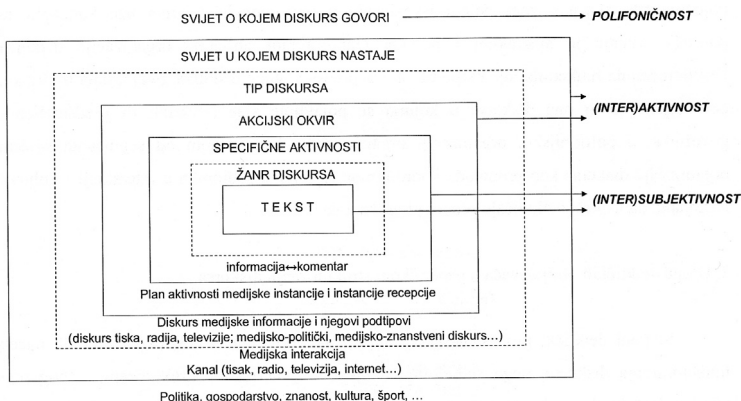 SVIJET O KOJEM DISKURS GOVORI
POLIFONIČNOST
SVIJET U KOJEM DISKURS NASTAJE
TIP DISKURSA
AKCIJSKI OKVIR
(INTER)AKTIVNOST
SPECIFIČNE AKTIVNOSTI
ŽANR DISKURSA
TEKST
(INTER)SUBJEKTIVNOST
informacija↔komentar
Plan aktivnosti medijske instancije i instancije recepcije
Diskurs medijske informacije i njegovi podtipovi
(diskurs tiska, radija, televizije; medijsko-politički, medijsko-znanstveni diskurs…)
Medijska interakcija
Kanal (tisak, radio, televizija, internet…)
Politika, gospodarstvo, znanost, kultura, šport, …